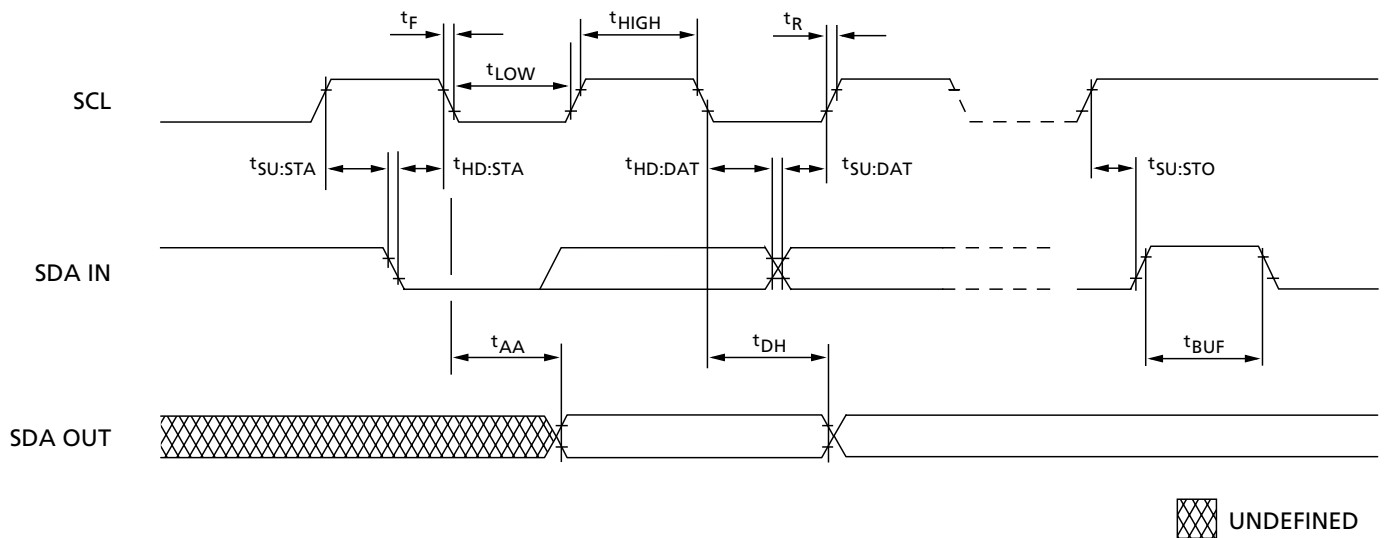 tF
tHIGH
tR
tLOW
SCL
tSU:STA
tHD:STA
tHD:DAT
tSU:DAT
tSU:STO
SDA IN
tAA
tDH
tBUF
SDA OUT
UNDEFINED